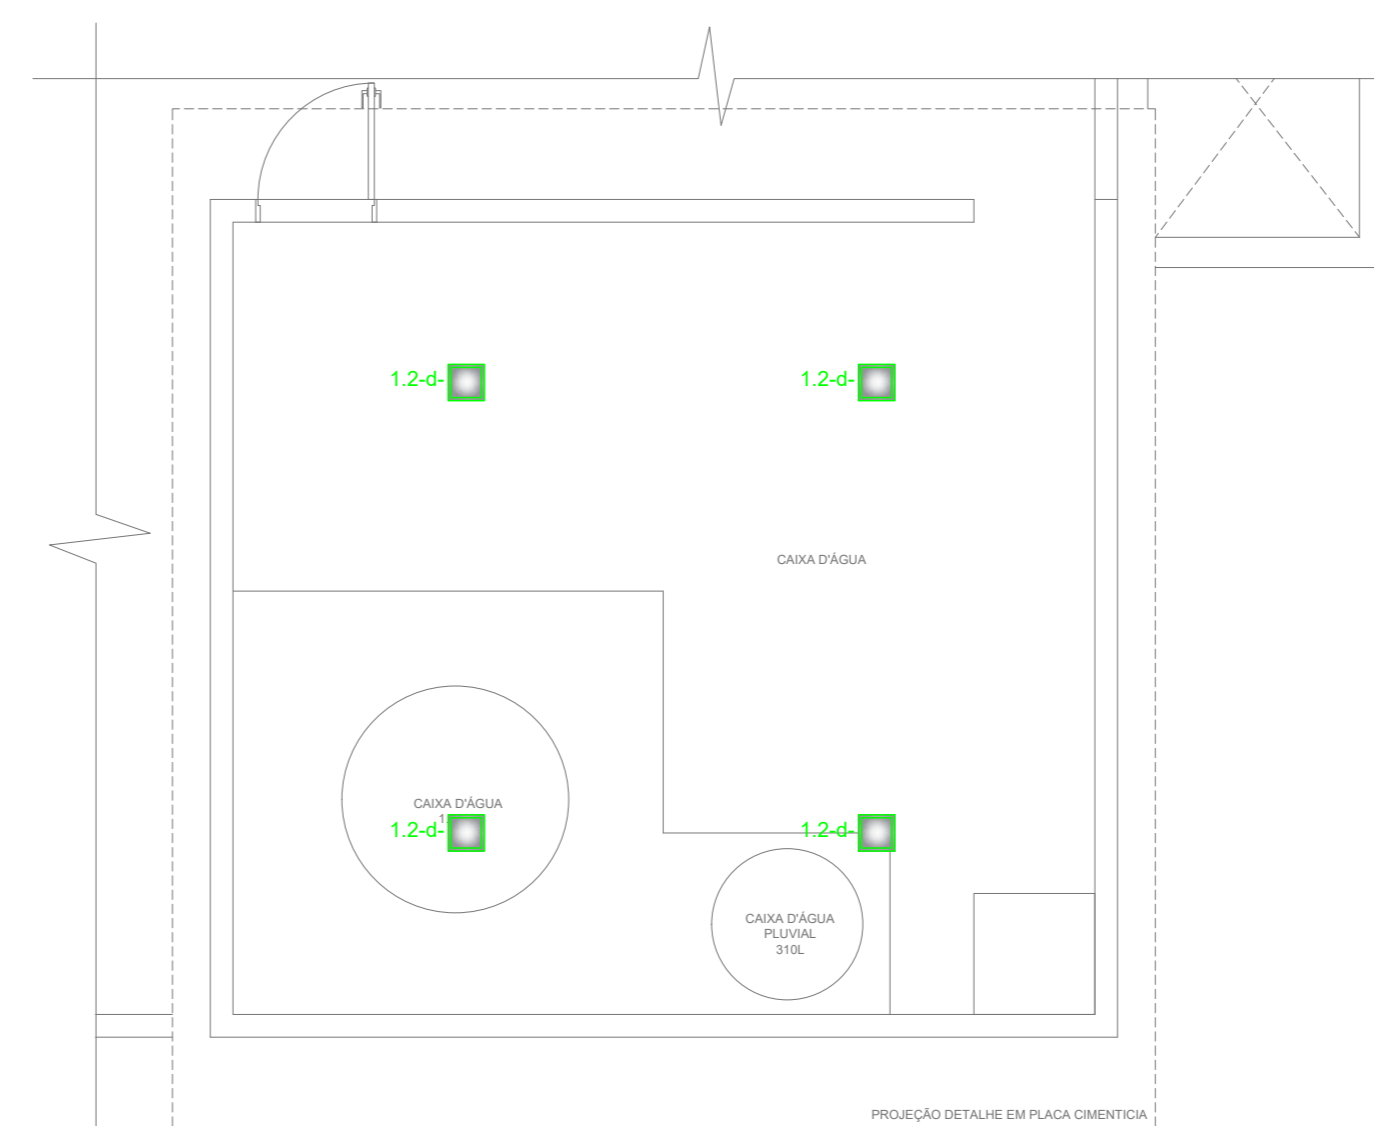 1.2-d-
1.2-d-
CAIXA D'ÁGUA
CAIXA D'ÁGUA
1.2-d-
1.2-d-
CAIXA D'ÁGUA
PLUVIAL
310L
PROJEÇÃO DETALHE EM PLACA CIMENTICIA